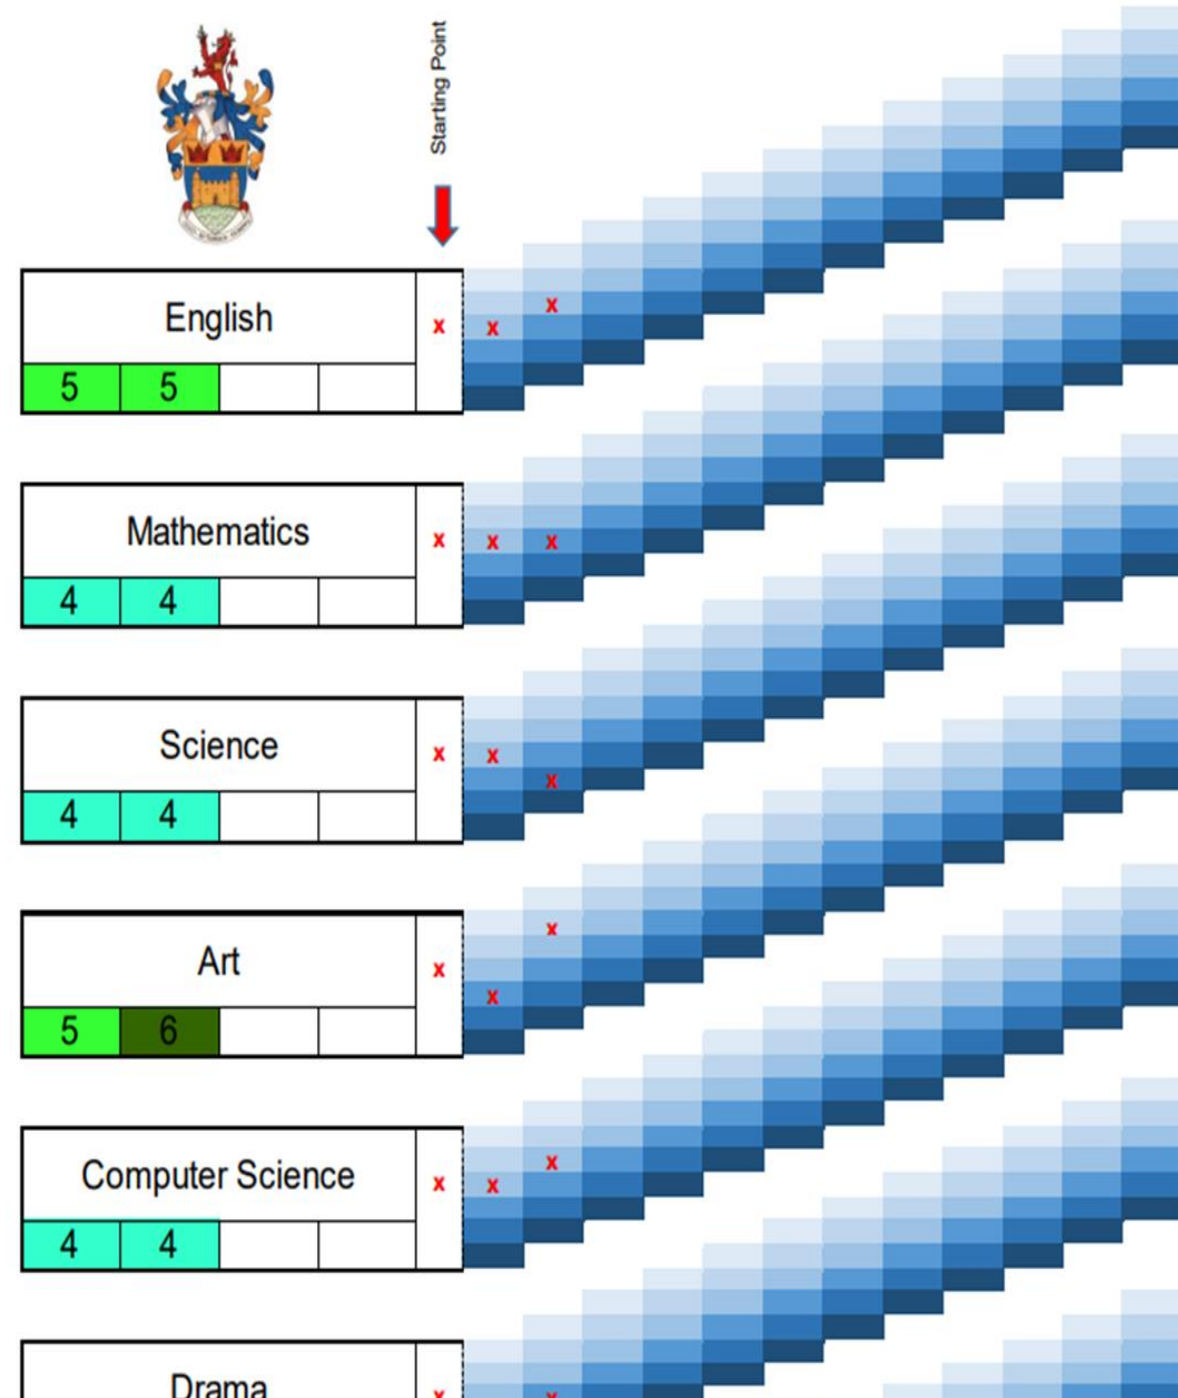 Starting Point
English
x x x
5 5
Mathematics
x x x
4 4
Science
x x x
4 4
Art
x x x
5 6
Computer Science
x x x
4 4
Drama
x x